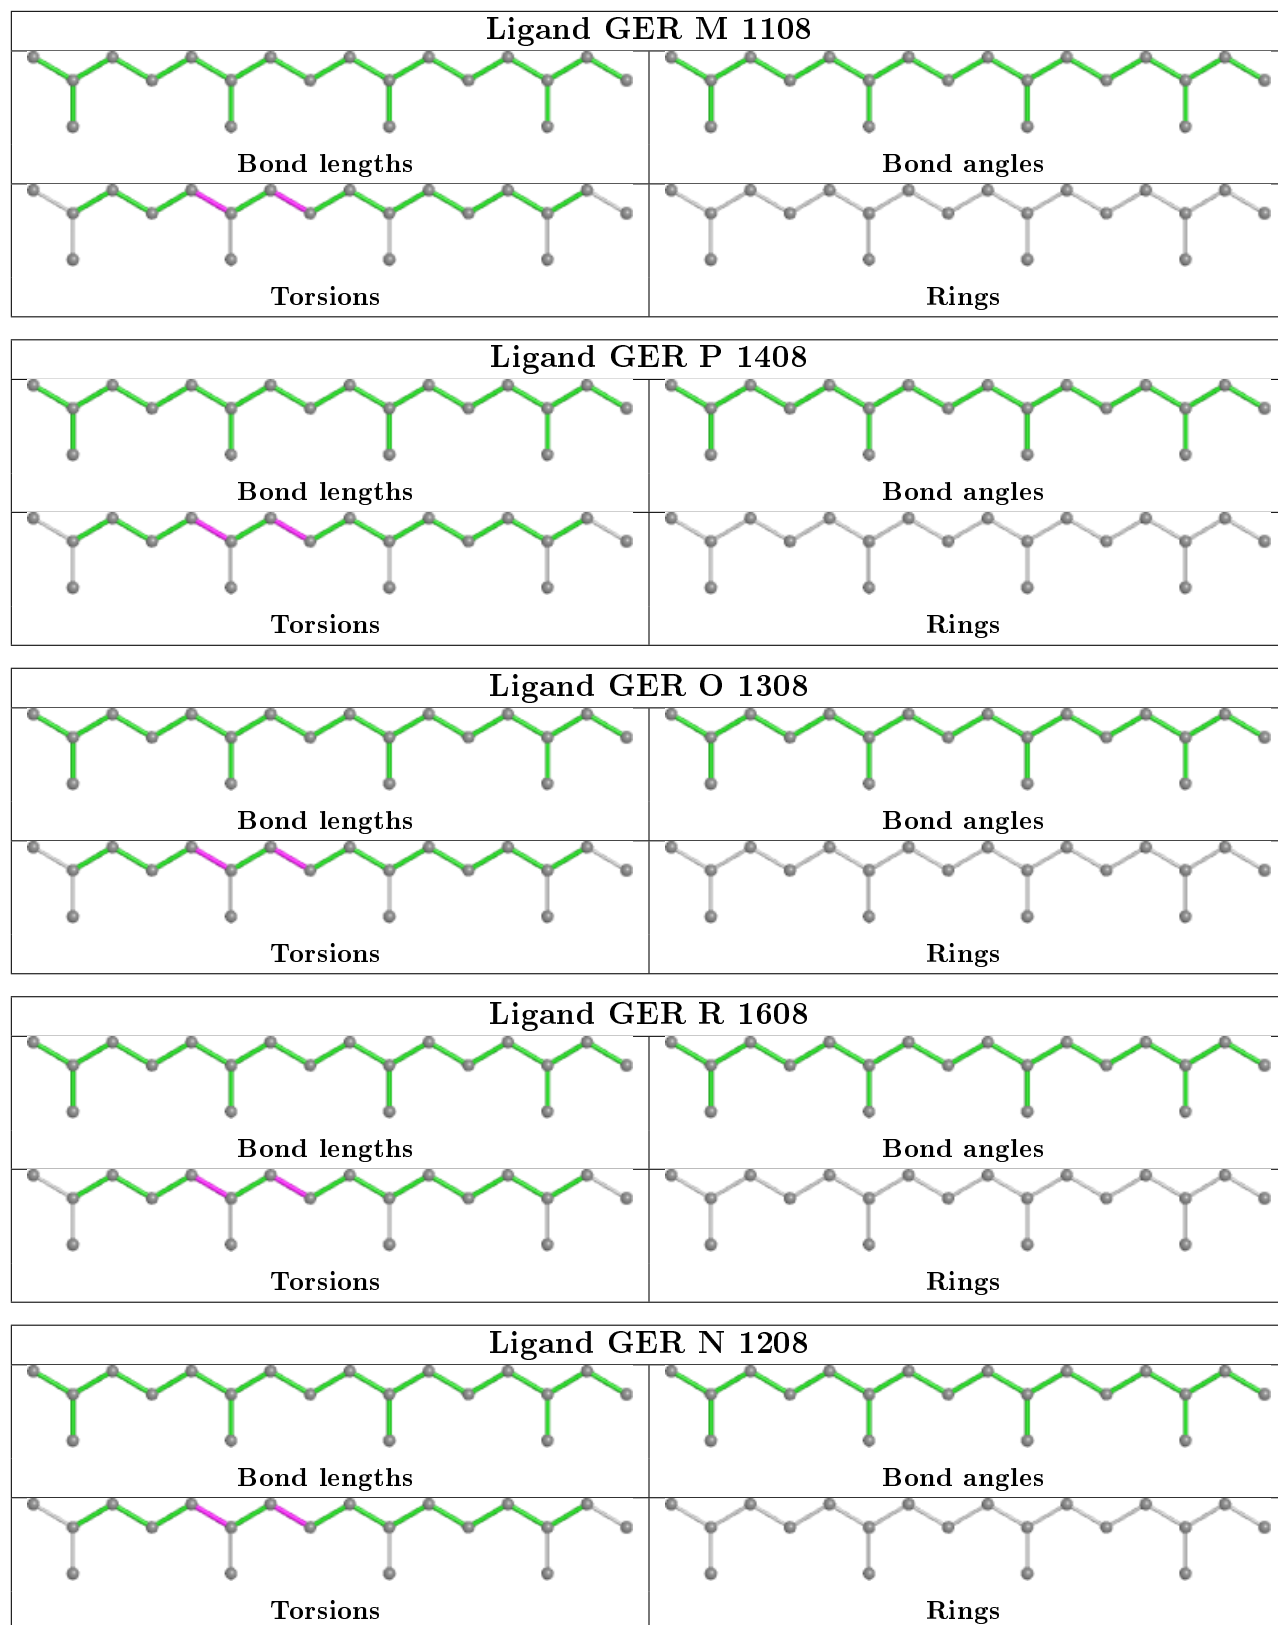 Ligand GER M 1108
Bond lengths
Bond angles
Torsions
Rings
Ligand GER P 1408
Bond lengths
Bond angles
Torsions
Rings
Ligand GER O 1308
Bond lengths
Bond angles
Torsions
Rings
Ligand GER R 1608
Bond lengths
Bond angles
Torsions
Rings
Ligand GER N 1208
Bond lengths
Bond angles
Torsions
Rings